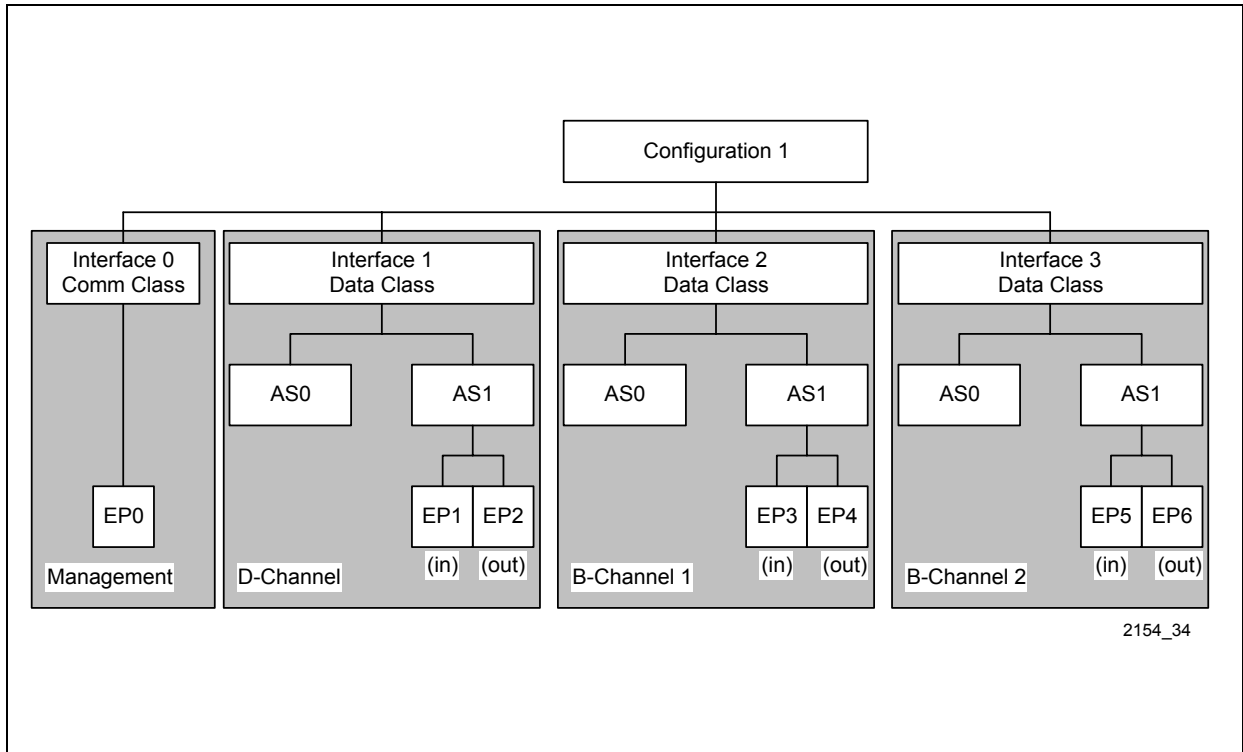 Configuration 1
Interface 0
Comm Class
Interface 1
Data Class
Interface 2
Data Class
Interface 3
Data Class
AS0
AS1
AS0
AS1
AS0
AS1
EP0
EP1
EP2
EP3
EP4
EP5
EP6
(in)
(out)
(in)
(out)
(in)
(out)
Management
D-Channel
B-Channel 1
B-Channel 2
2154_34